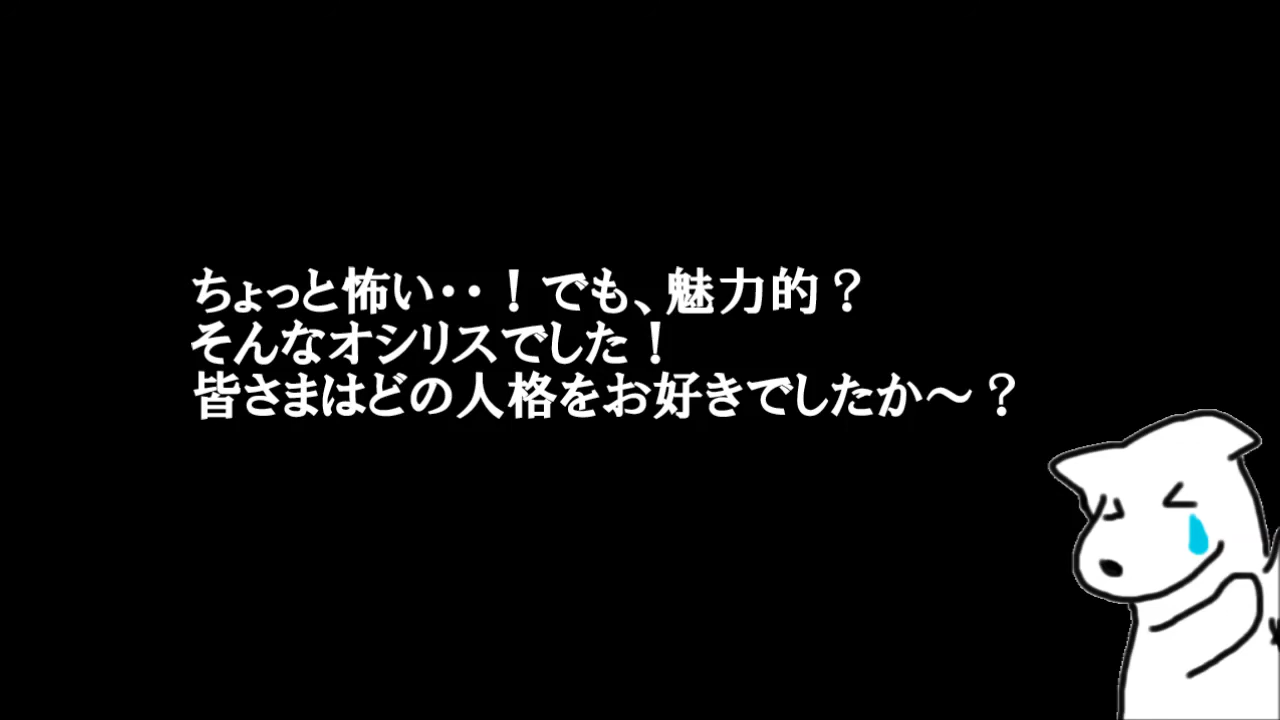 ちょっと怖い・・！でも、魅力的？
そんなオシリスでした！
皆さまはどの人格をお好きでしたか～？